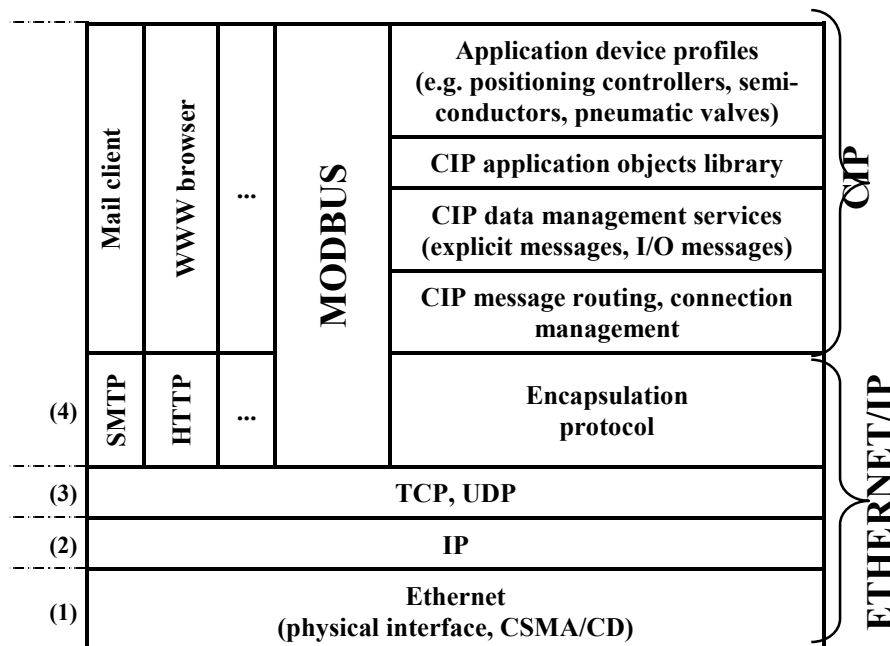 Application device profiles
(e.g. positioning controllers, semi-
conductors, pneumatic valves)
CIP application objects library
CIP data management services
(explicit messages, I/O messages)
CIP message routing, connection
management
CIP
Mail client
WWW browser
...
MODBUS
(4)
SMTP
HTTP
...
Encapsulation
protocol
(3)
TCP, UDP
(2)
IP
(1)
Ethernet
(physical interface, CSMA/CD)
ETHERNET/IP